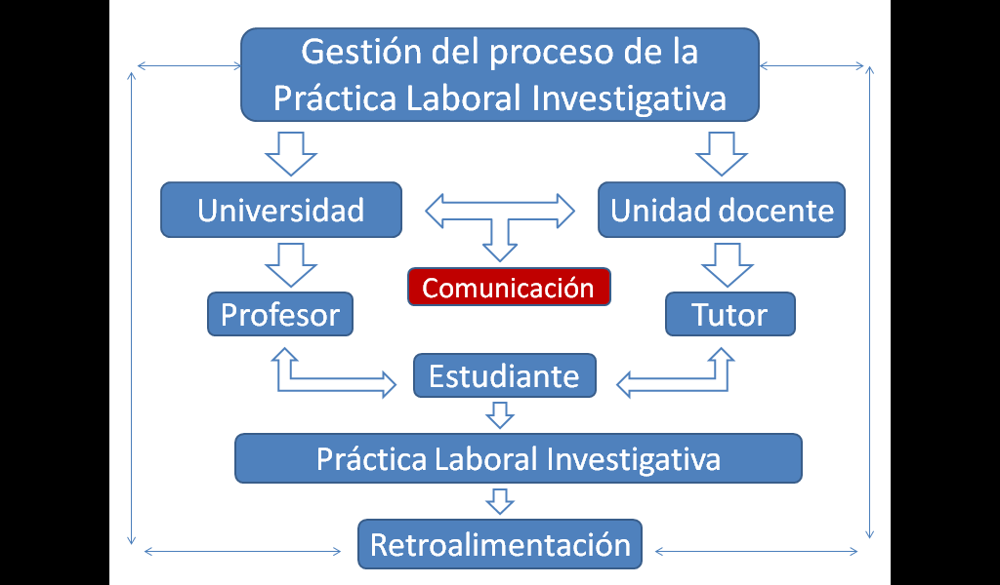 Gestión del proceso de la
Práctica Laboral Investigativa
Universidad
Unidad docente
Comunicación
Profesor
Tutor
Estudiante
Práctica Laboral Investigativa
Retroalimentación